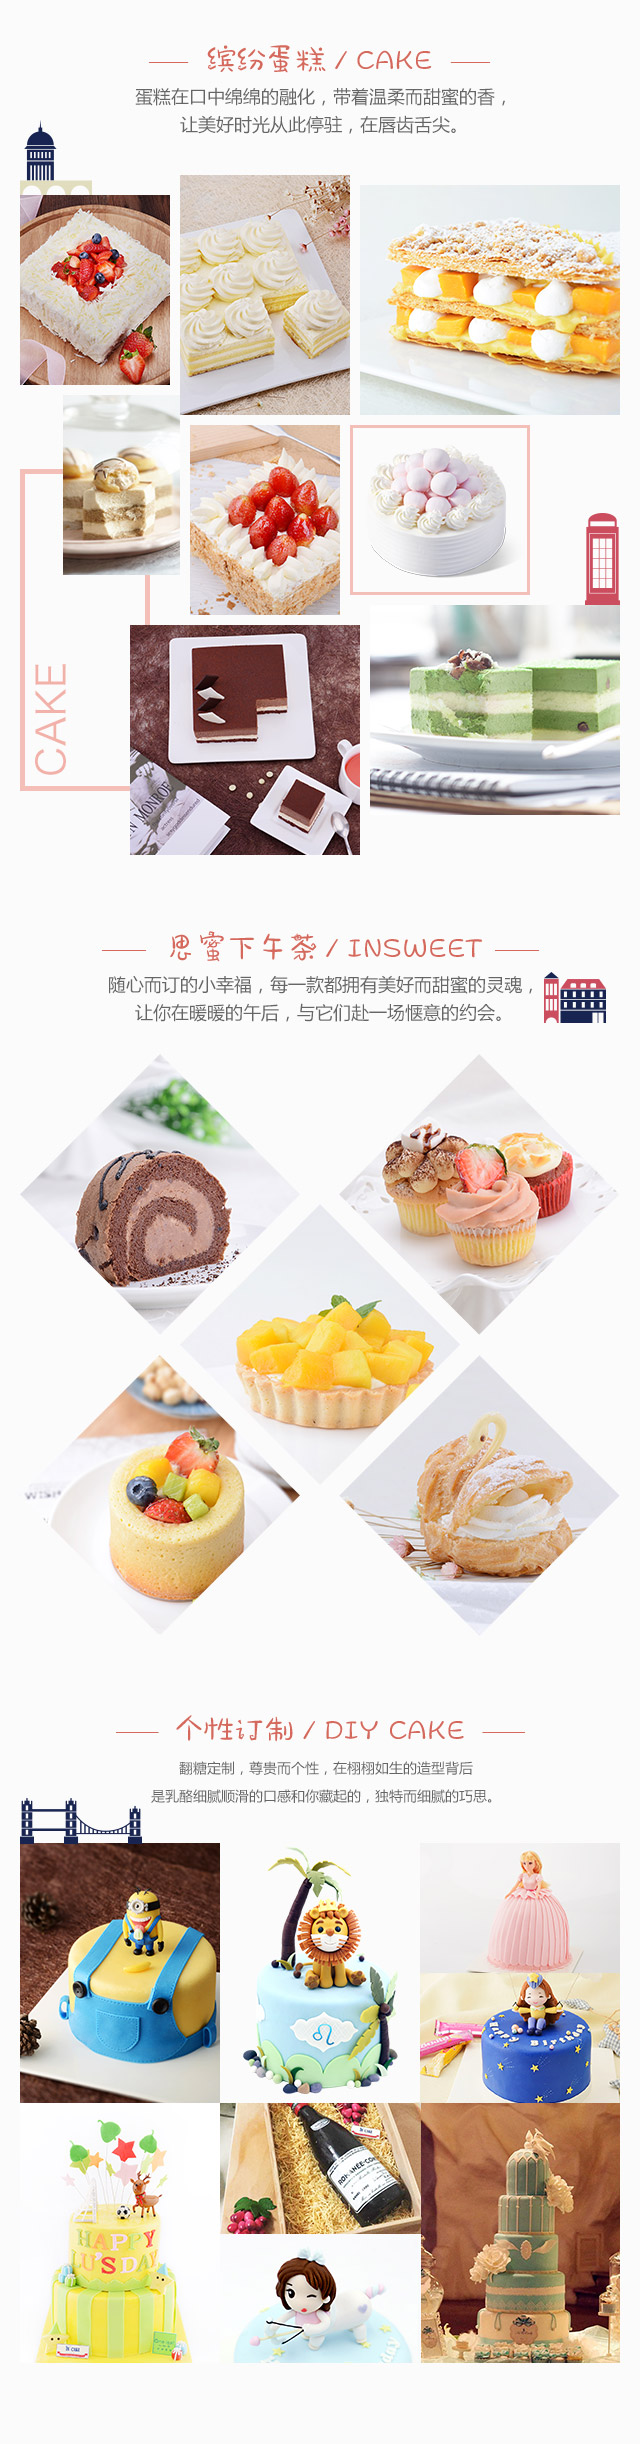 缤纷蛋糕 / CAKE
蛋糕在口中绵绵的融化，带着温柔而甜蜜的香，
让美好时光从此停驻，在唇齿舌尖。
CAKE
思蜜下午茶 / INSWEET
随心而订的小幸福，每一款都拥有美好而甜蜜的灵魂，
让你在暖暖的午后，与它们赴一场惬意的约会。
个性订制 / DIY CAKE
翻糖定制，尊贵而个性，在栩栩如生的造型背后
是乳酪细腻顺滑的口感和你藏起的，独特而细腻的巧思。
HAPPY
LU'S DAY